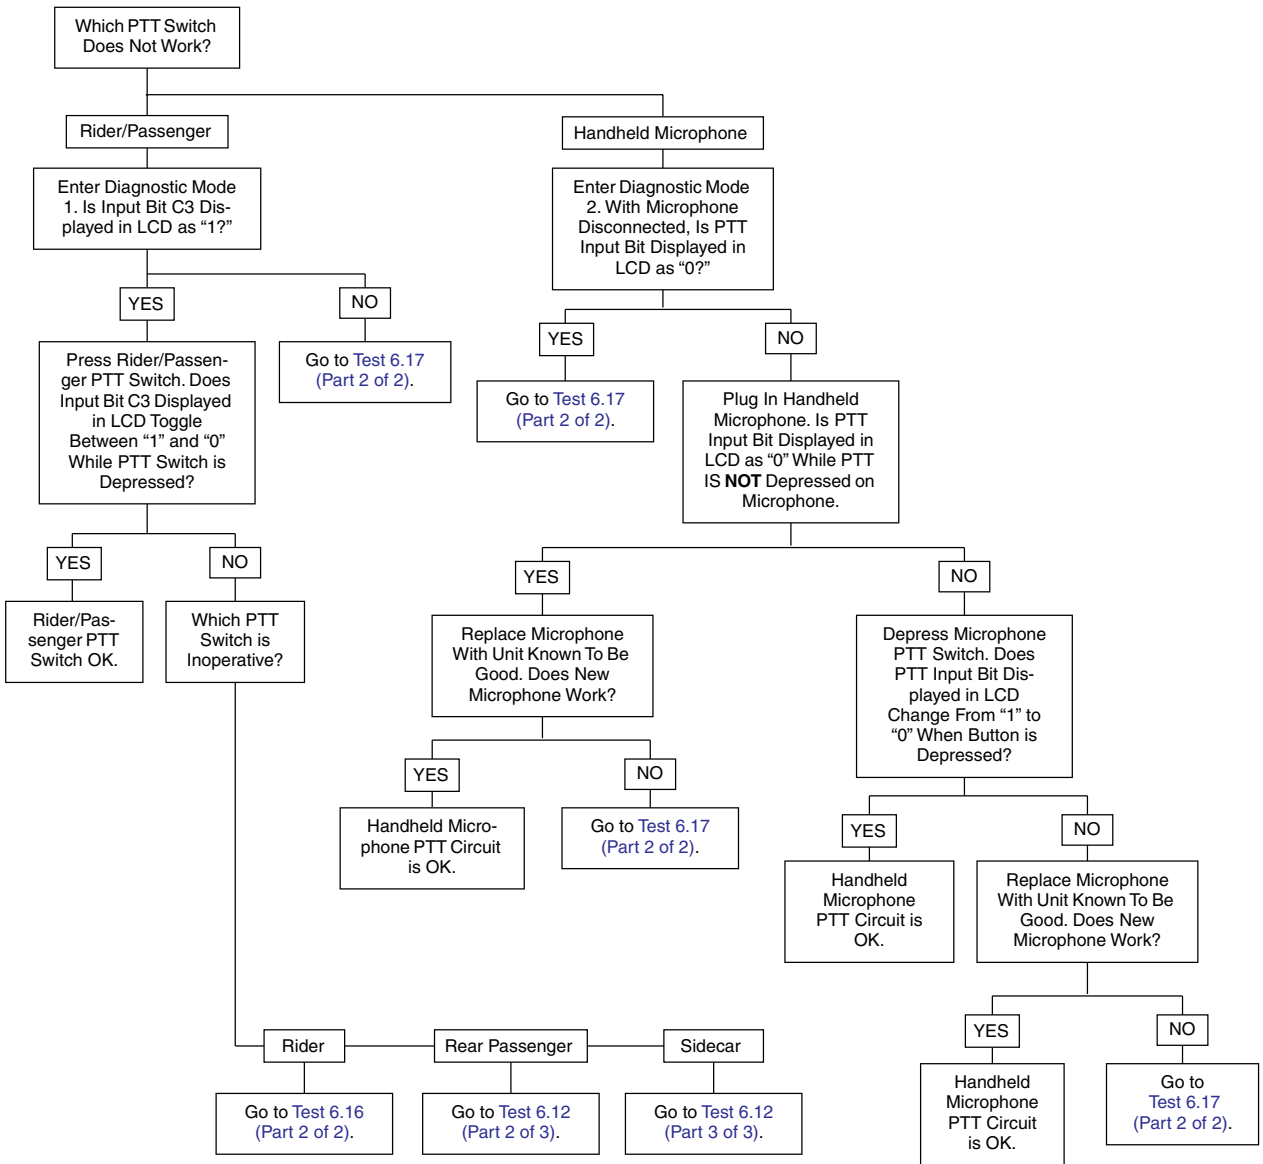 Which PTT Switch
Does Not Work?
Rider/Passenger
Handheld Microphone
Enter Diagnostic Mode
1. Is Input Bit C3 Dis-
played in LCD as “1?”
Enter Diagnostic Mode
2. With Microphone
Disconnected, Is PTT
Input Bit Displayed in
LCD as “0?”
YES
NO
YES
NO
Press Rider/Passen-
ger PTT Switch. Does
Input Bit C3 Displayed
in LCD Toggle
Between “1” and “0”
While PTT Switch is
Depressed?
Go to Test 6.17
(Part 2 of 2).
Go to Test 6.17
(Part 2 of 2).
Plug In Handheld
Microphone. Is PTT
Input Bit Displayed in
LCD as “0” While PTT
IS NOT Depressed on
Microphone.
YES
NO
YES
NO
Rider/Pas-
senger PTT
Switch OK.
Which PTT
Switch is
Inoperative?
Replace Microphone
With Unit Known To Be
Good. Does New
Microphone Work?
Depress Microphone
PTT Switch. Does
PTT Input Bit Dis-
played in LCD
Change From “1” to
“0” When Button is
Depressed?
YES
NO
Handheld Micro-
phone PTT Circuit
is OK.
Go to Test 6.17
(Part 2 of 2).
YES
NO
Handheld
Microphone
PTT Circuit is
OK.
Replace Microphone
With Unit Known To Be
Good. Does New
Microphone Work?
YES
NO
Rider
Rear Passenger
Sidecar
Go to Test 6.16
(Part 2 of 2).
Go to Test 6.12
(Part 2 of 3).
Go to Test 6.12
(Part 3 of 3).
Handheld
Microphone
PTT Circuit
is OK.
Go to
Test 6.17
(Part 2 of 2).